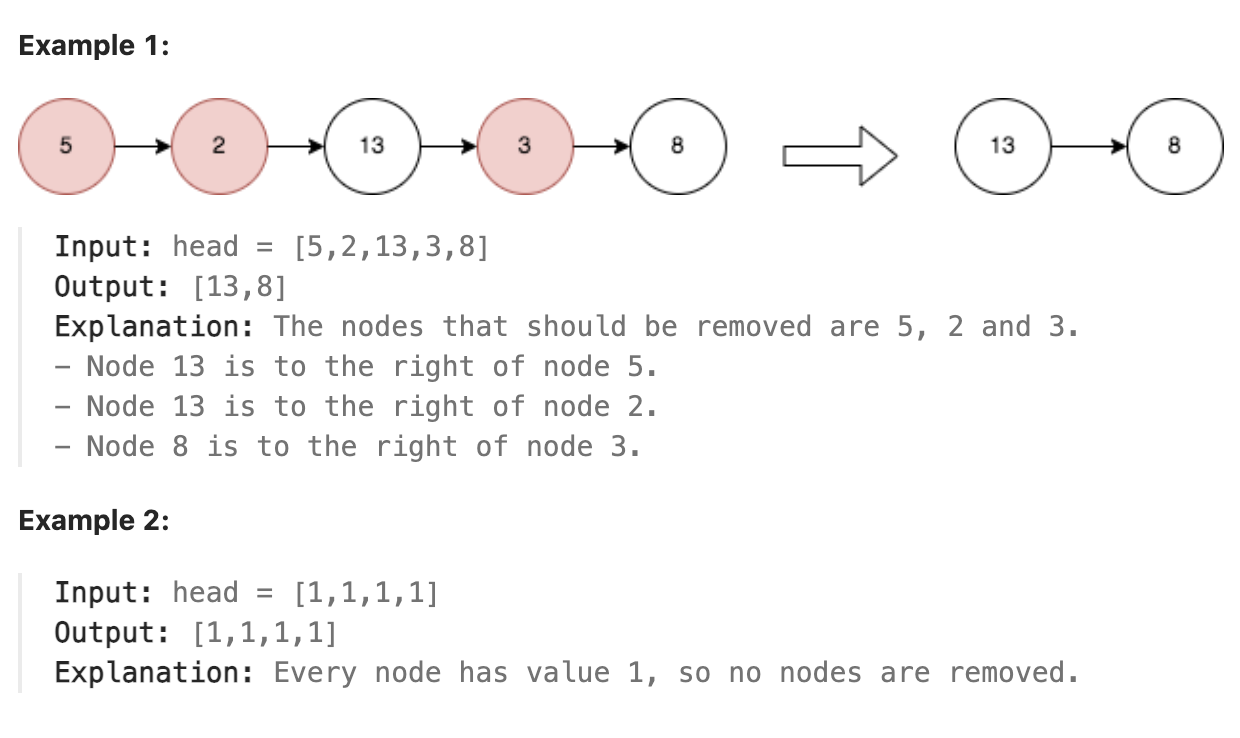 Example 1:
5 2 13 3 8 13 8
Input: head = [5,2,13,3,8]
Output: [13,8]
Explanation: The nodes that should be removed are 5, 2 and 3.
- Node 13 is to the right of node 5.
- Node 13 is to the right of node 2.
- Node 8 is to the right of node 3.
Example 2:
Input: head = [1,1,1,1]
Output: [1,1,1,1]
Explanation: Every node has value 1, so no nodes are removed.